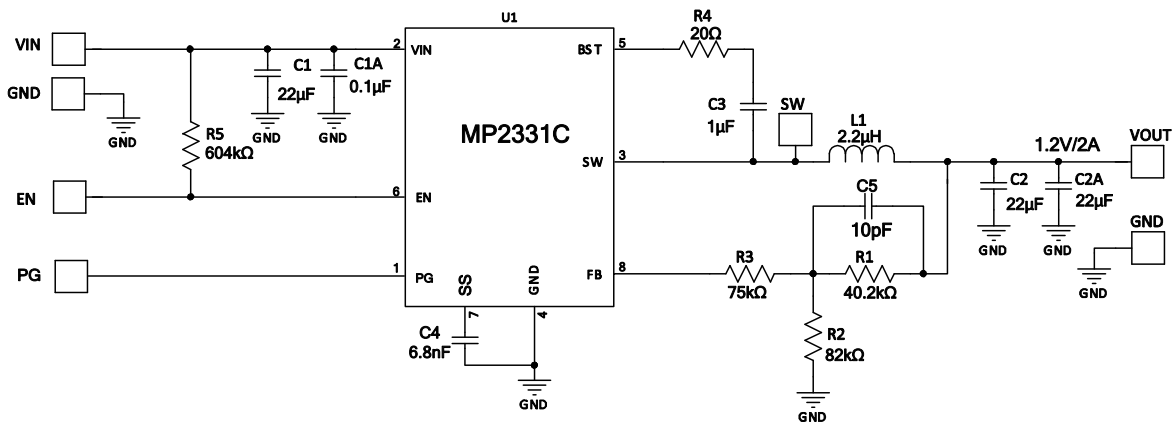 U1
VIN
2
VIN
C1
22µF
C1A
0.1µF
GND
GND
GND
GND
R5
604kΩ
EN
6
EN
PG
1
PG
MP2331C
SS
7
GND
4
C4
6.8nF
GND
BST
5
R4
20Ω
C3
1µF
SW
SW
3
L1
2.2µH
1.2V/2A
VOUT
C2
22µF
C2A
22µF
GND
GND
GND
GND
C5
10pF
FB
8
R3
75kΩ
R1
40.2kΩ
R2
82kΩ
GND